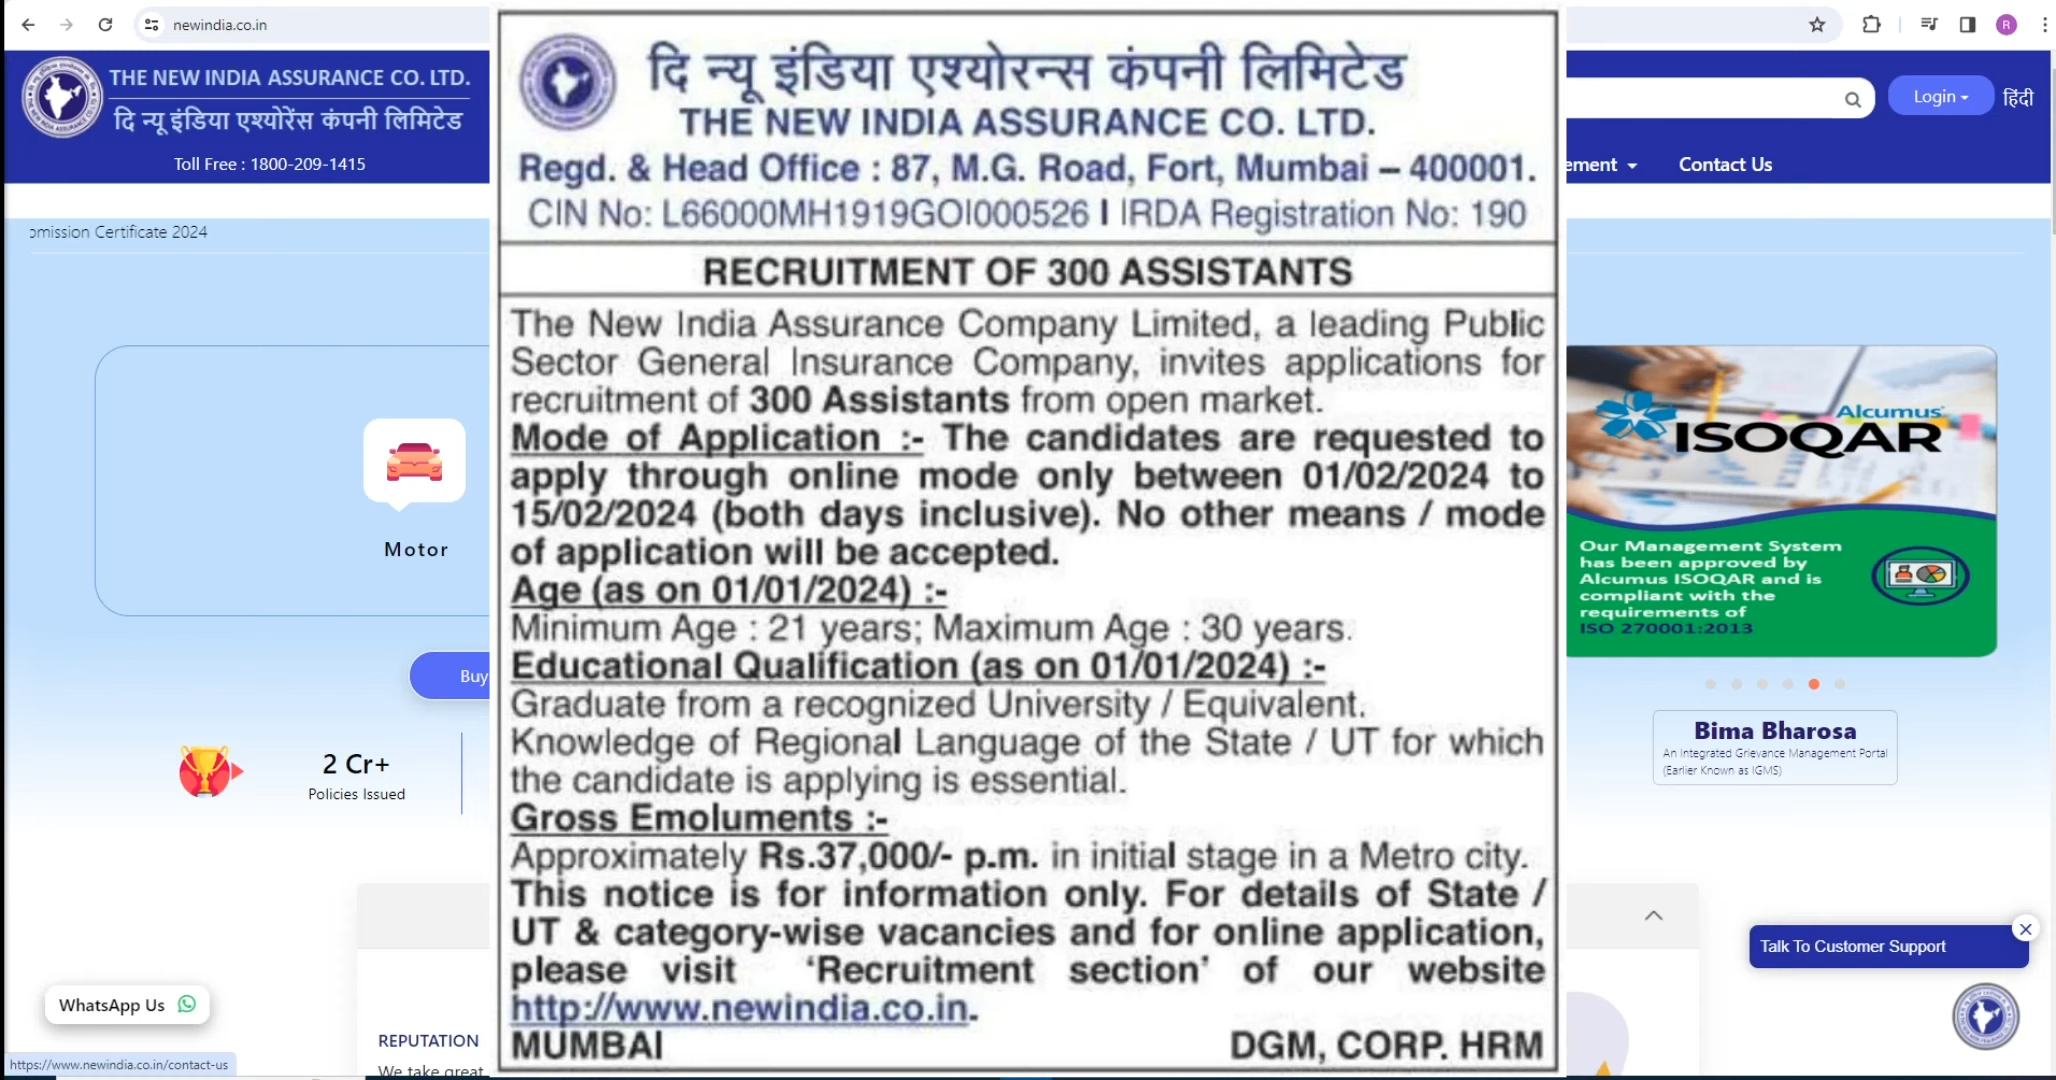 newindia.co.in
R
THE NEW INDIA ASSURANCE CO. LTD.
दि न्यू इंडिया एश्योरेंस कंपनी लिमिटेड
Toll Free : 1800-209-1415
Login
हिंदी
ement
Contact Us
omission Certificate 2024
दि न्यू इंडिया एश्योरन्स कंपनी लिमिटेड
THE NEW INDIA ASSURANCE CO. LTD.
Regd. & Head Office : 87, M.G. Road, Fort, Mumbai – 400001.
CIN No: L66000MH1919GOI000526 I IRDA Registration No: 190
RECRUITMENT OF 300 ASSISTANTS
The New India Assurance Company Limited, a leading Public
Sector General Insurance Company, invites applications for
recruitment of 300 Assistants from open market.
Mode of Application :- The candidates are requested to
apply through online mode only between 01/02/2024 to
15/02/2024 (both days inclusive). No other means / mode
of application will be accepted.
Age (as on 01/01/2024) :-
Minimum Age : 21 years; Maximum Age : 30 years.
Educational Qualification (as on 01/01/2024) :-
Graduate from a recognized University / Equivalent.
Knowledge of Regional Language of the State / UT for which
the candidate is applying is essential.
Gross Emoluments :-
Approximately Rs.37,000/- p.m. in initial stage in a Metro city.
This notice is for information only. For details of State /
UT & category-wise vacancies and for online application,
please visit 'Recruitment section' of our website
http://www.newindia.co.in.
MUMBAI DGM, CORP. HRM
Motor
Buy
2 Cr+
Policies Issued
WhatsApp Us
REPUTATION
We take great
https://www.newindia.co.in/contact-us
Alcumus
ISOQAR
Our Management System
has been approved by
Alcumus ISOQAR and is
compliant with the
requirements of
ISO 270001:2013
Bima Bharosa
An Integrated Grievance Management Portal
(Earlier Known as IGMS)
Talk To Customer Support